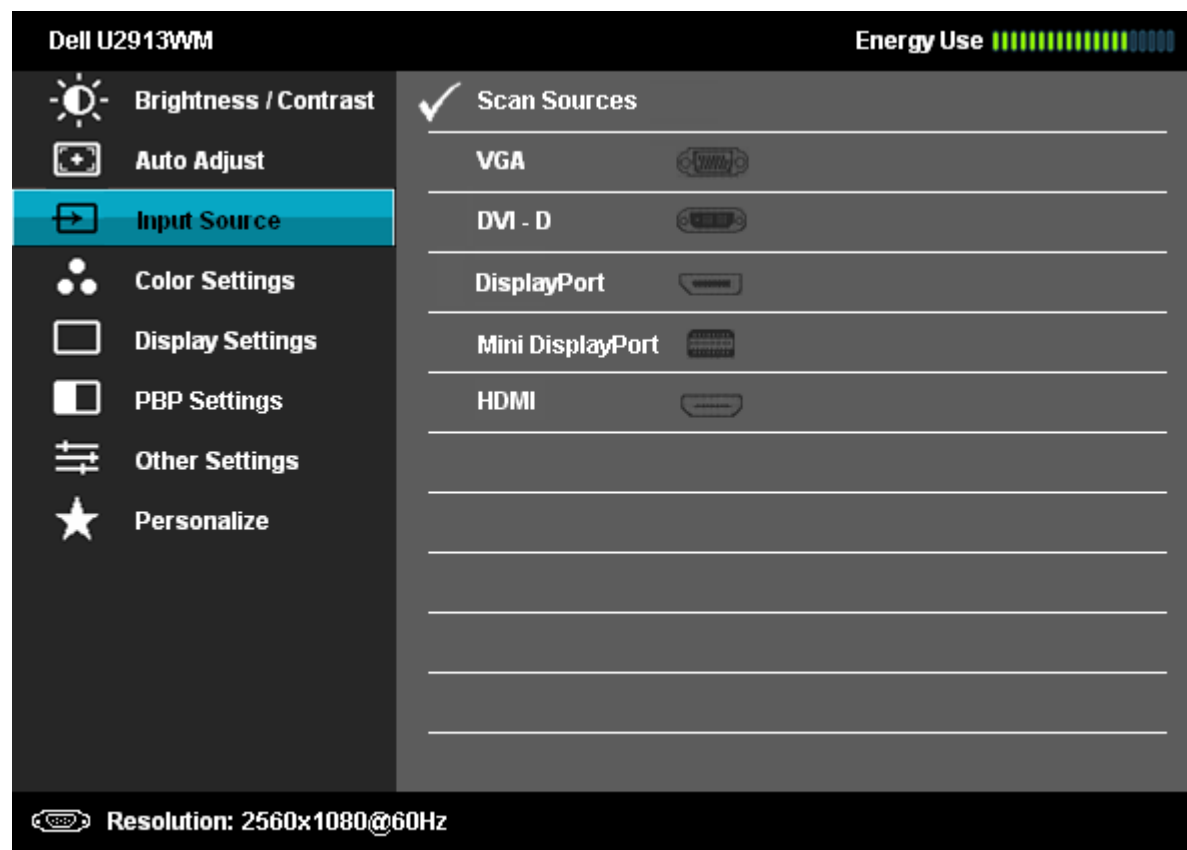 Dell U2913WM
Energy Use
Brightness / Contrast
Auto Adjust
Input Source
Color Settings
Display Settings
PBP Settings
Other Settings
Personalize
Scan Sources
VGA
DVI - D
DisplayPort
Mini DisplayPort
HDMI
Resolution: 2560x1080@60Hz